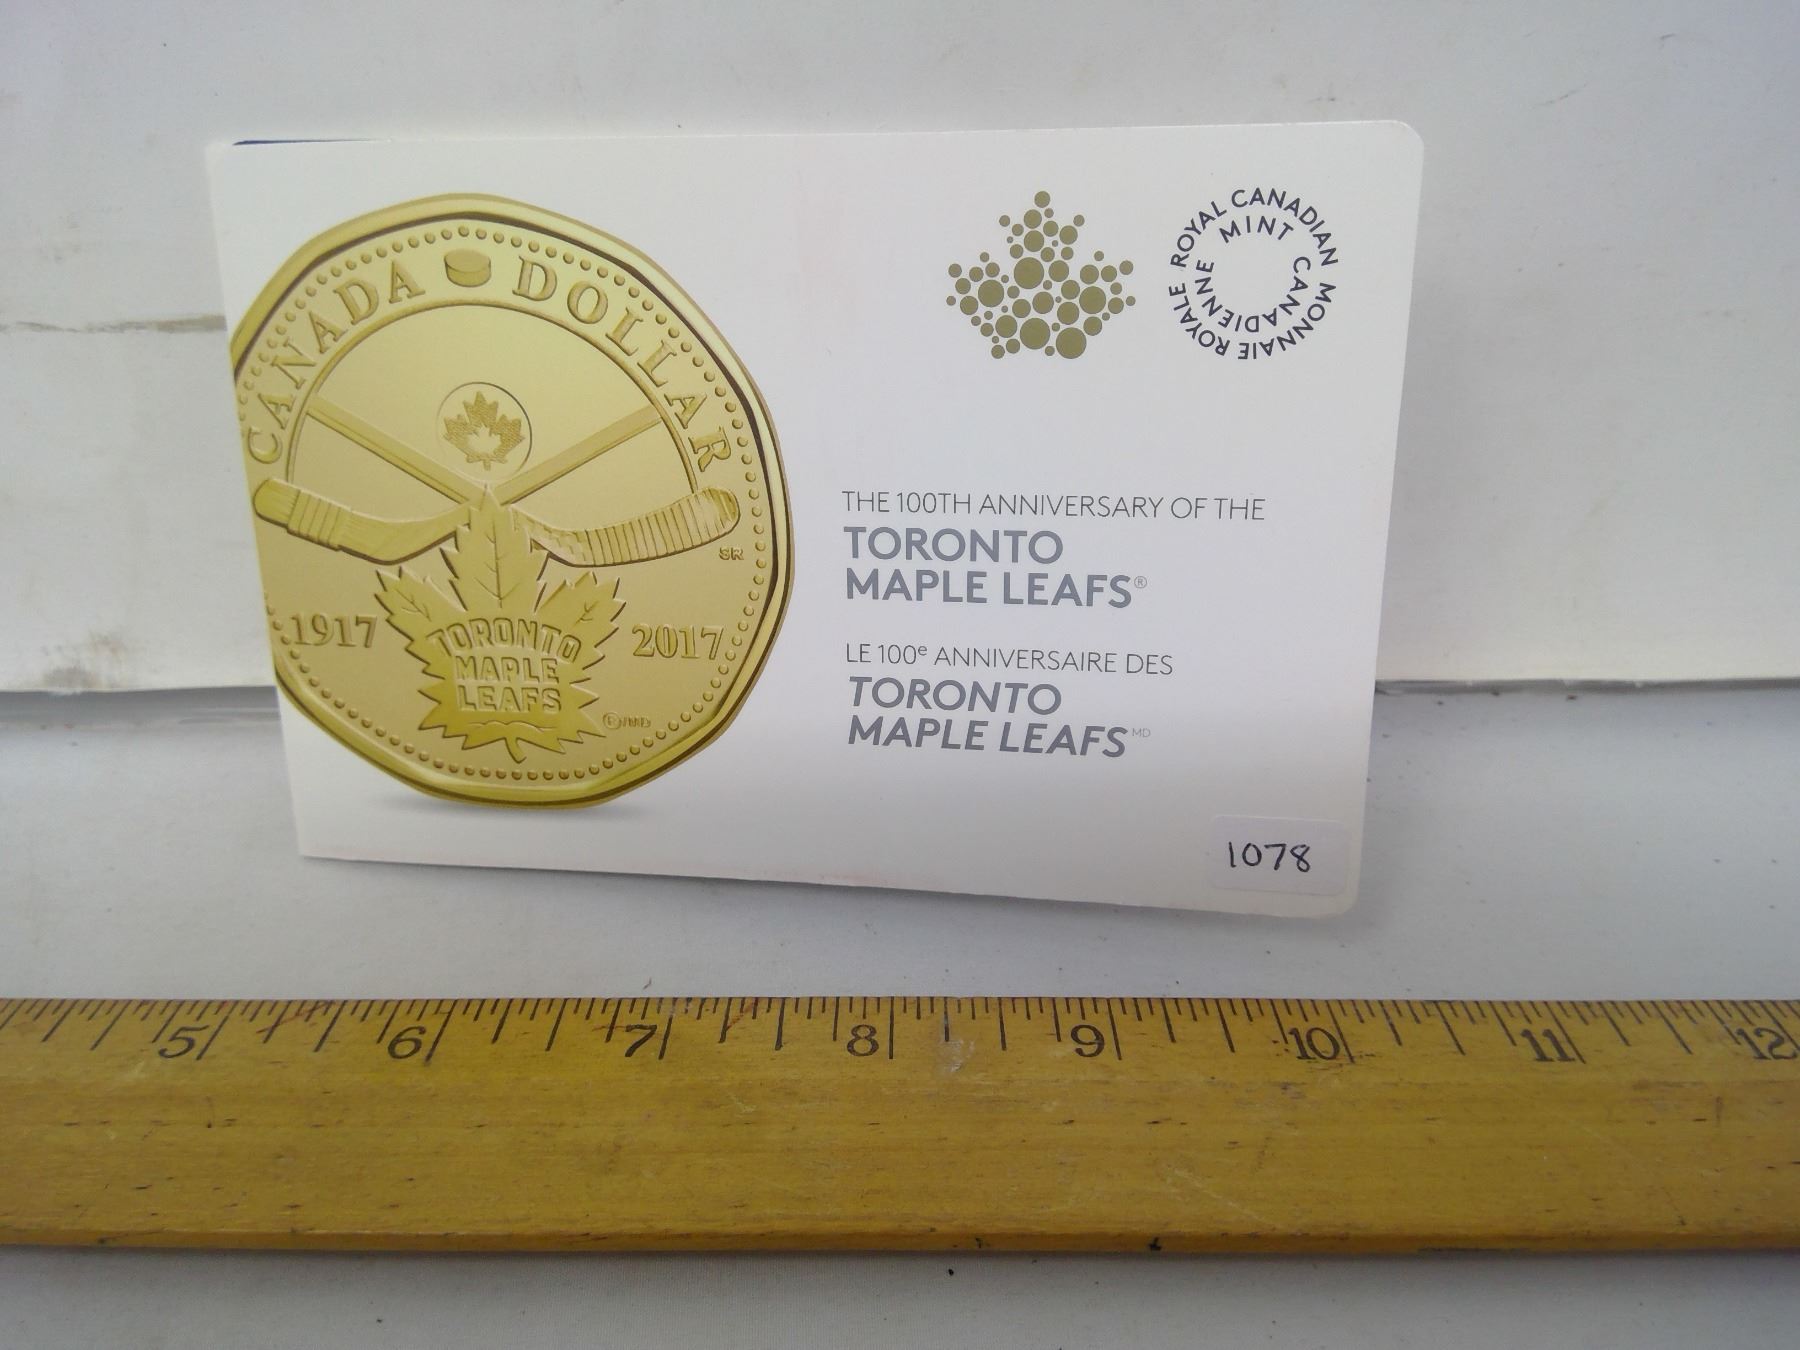 CANADA DOLLAR
SR
1917 2017
TORONTO
MAPLE
LEAFS
ROYAL CANADIAN MINT
MONNAIE ROYALE CANADIENNE
THE 100TH ANNIVERSARY OF THE
TORONTO
MAPLE LEAFS®
LE 100e ANNIVERSAIRE DES
TORONTO
MAPLE LEAFS MD
1078
5 6 7 8 9 10 11 12